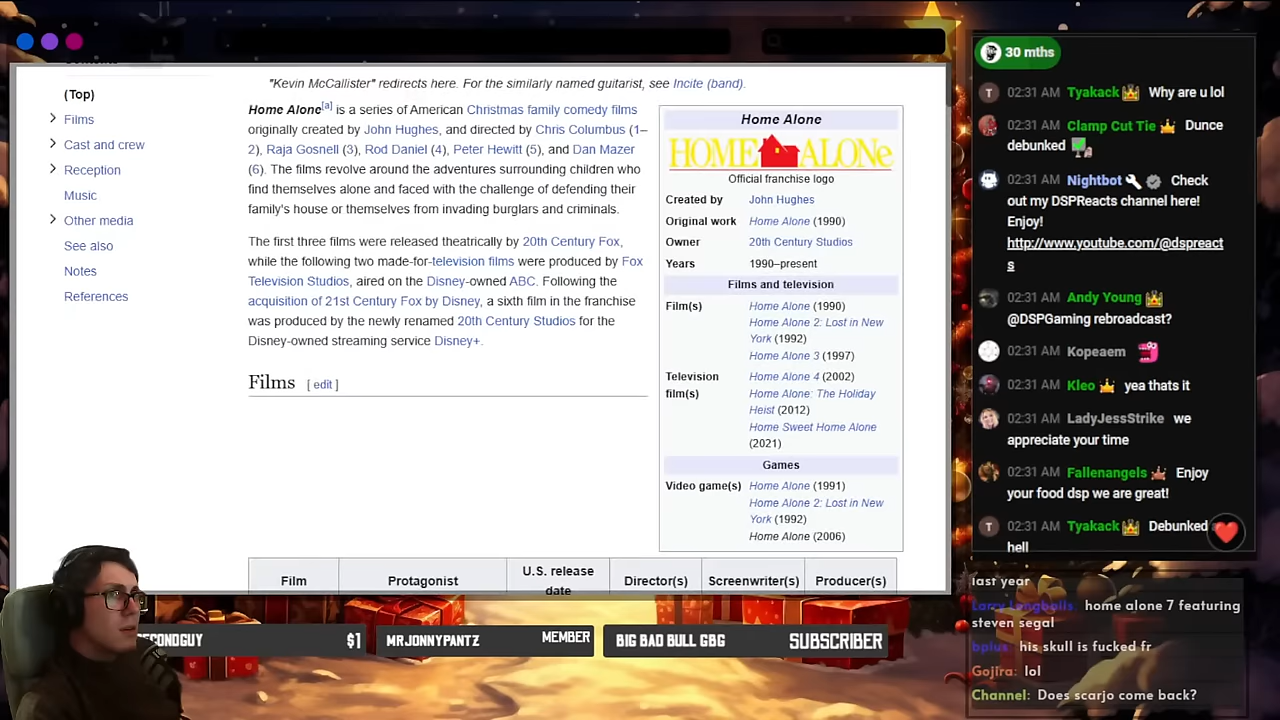 "Kevin McCallister" redirects here. For the similarly named guitarist, see Incite (band).
(Top)
Films
Cast and crew
Reception
Music
Other media
See also
Notes
References
Home Alone[a] is a series of American Christmas family comedy films
originally created by John Hughes, and directed by Chris Columbus (1–
2), Raja Gosnell (3), Rod Daniel (4), Peter Hewitt (5), and Dan Mazer
(6). The films revolve around the adventures surrounding children who
find themselves alone and faced with the challenge of defending their
family's house or themselves from invading burglars and criminals.
The first three films were released theatrically by 20th Century Fox,
while the following two made-for-television films were produced by Fox
Television Studios, aired on the Disney-owned ABC. Following the
acquisition of 21st Century Fox by Disney, a sixth film in the franchise
was produced by the newly renamed 20th Century Studios for the
Disney-owned streaming service Disney+.
Films [ edit ]
Home Alone
HOME ALONe
Official franchise logo
Created by John Hughes
Original work Home Alone (1990)
Owner 20th Century Studios
Years 1990–present
Films and television
Film(s) Home Alone (1990)
Home Alone 2: Lost in New
York (1992)
Home Alone 3 (1997)
Television Home Alone 4 (2002)
film(s) Home Alone: The Holiday
Heist (2012)
Home Sweet Home Alone
(2021)
Games
Video game(s) Home Alone (1991)
Home Alone 2: Lost in New
York (1992)
Home Alone (2006)
Film Protagonist U.S. release date Director(s) Screenwriter(s) Producer(s)
ECONDGUY $1 MRJONNYPANTZ MEMBER BIG BAD BULL GBG SUBSCRIBER
30 mths
T 02:31 AM Tyakack Why are u lol
02:31 AM Clamp Cut Tie Dunce
debunked
02:31 AM Nightbot Check
out my DSPReacts channel here!
Enjoy!
http://www.youtube.com/@dspreact
s
02:31 AM Andy Young
@DSPGaming rebroadcast?
02:31 AM Kopeaem
02:31 AM Kleo yea thats it
02:31 AM LadyJessStrike we
appreciate your time
02:31 AM Fallenangels Enjoy
your food dsp we are great!
T 02:31 AM Tyakack Debunked
hell
last year
Larry Longballs: home alone 7 featuring
steven segal
bplus: his skull is fucked fr
Gojira: lol
Channel: Does scarjo come back?